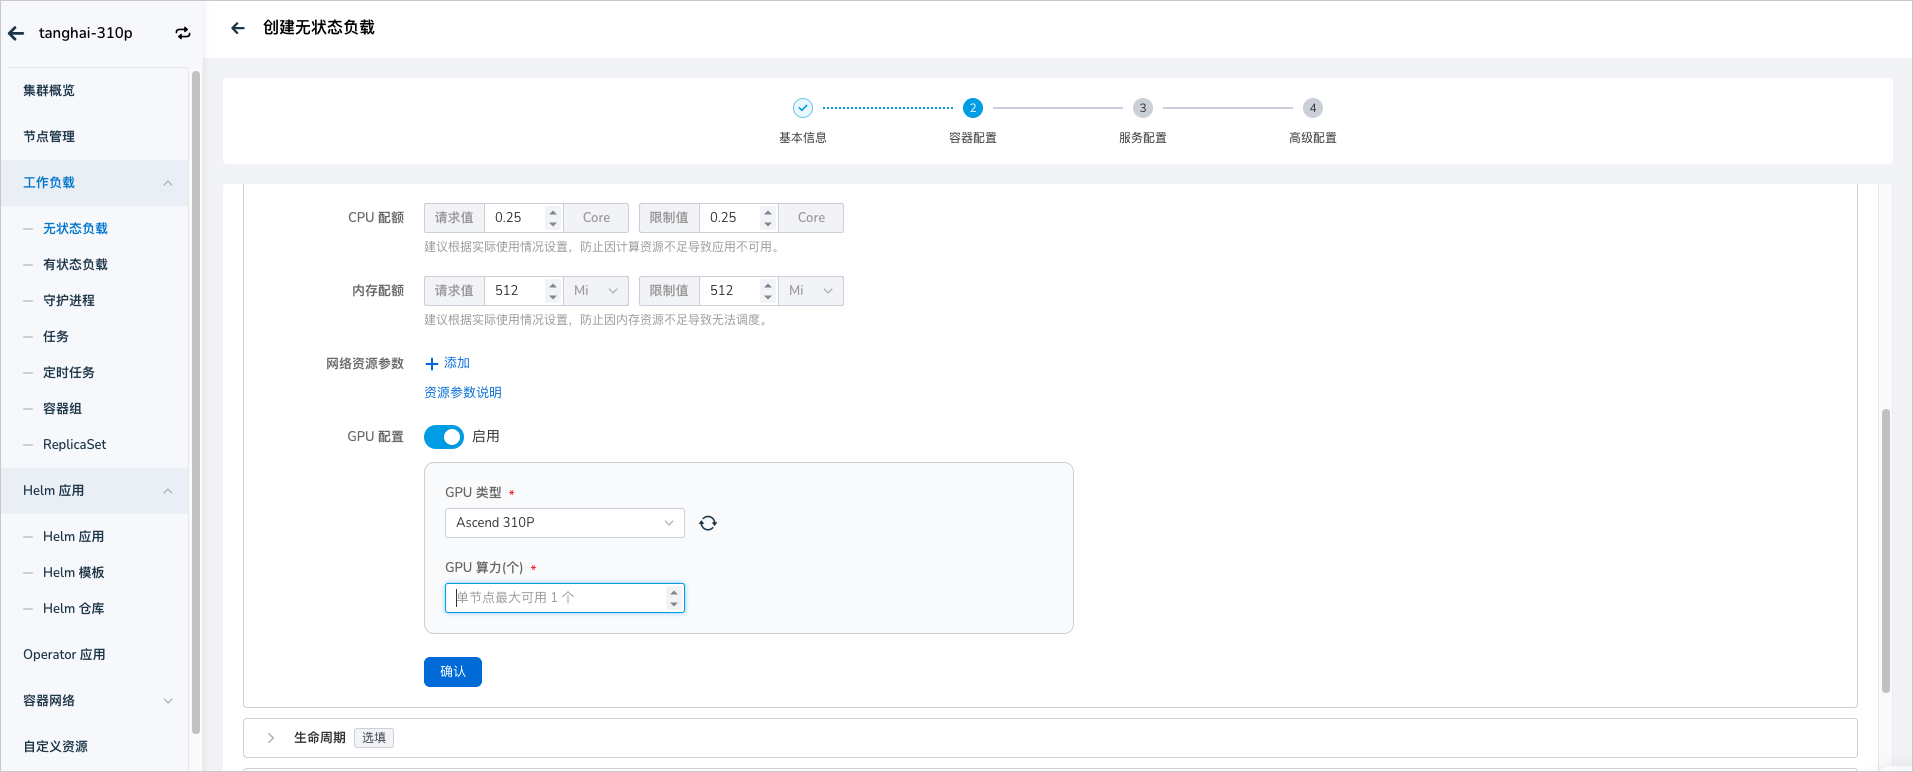 tanghai-310p
集群概览
节点管理
工作负载
无状态负载
有状态负载
守护进程
任务
定时任务
容器组
ReplicaSet
Helm 应用
Helm 应用
Helm 模板
Helm 仓库
Operator 应用
容器网络
自定义资源
创建无状态负载
2 3 4
基本信息 容器配置 服务配置 高级配置
CPU 配额 请求值 0.25 Core 限制值 0.25 Core
建议根据实际使用情况设置，防止因计算资源不足导致应用不可用。
内存配额 请求值 512 Mi 限制值 512 Mi
建议根据实际使用情况设置，防止因内存资源不足导致无法调度。
网络资源参数 添加
资源参数说明
GPU 配置 启用
GPU 类型 *
Ascend 310P
GPU 算力(个) *
单节点最大可用 1 个
确认
生命周期 选填